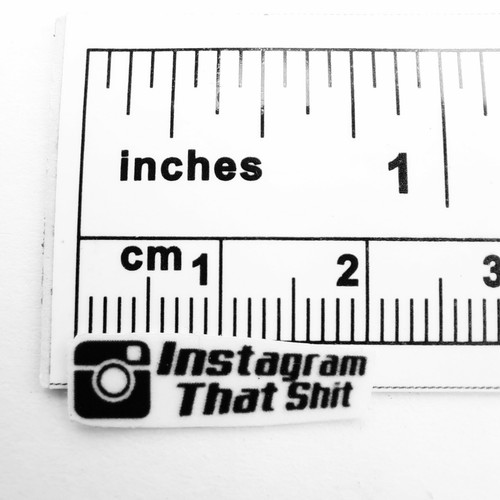 inches 1
cm 1 2 3
Instagram
That Shit